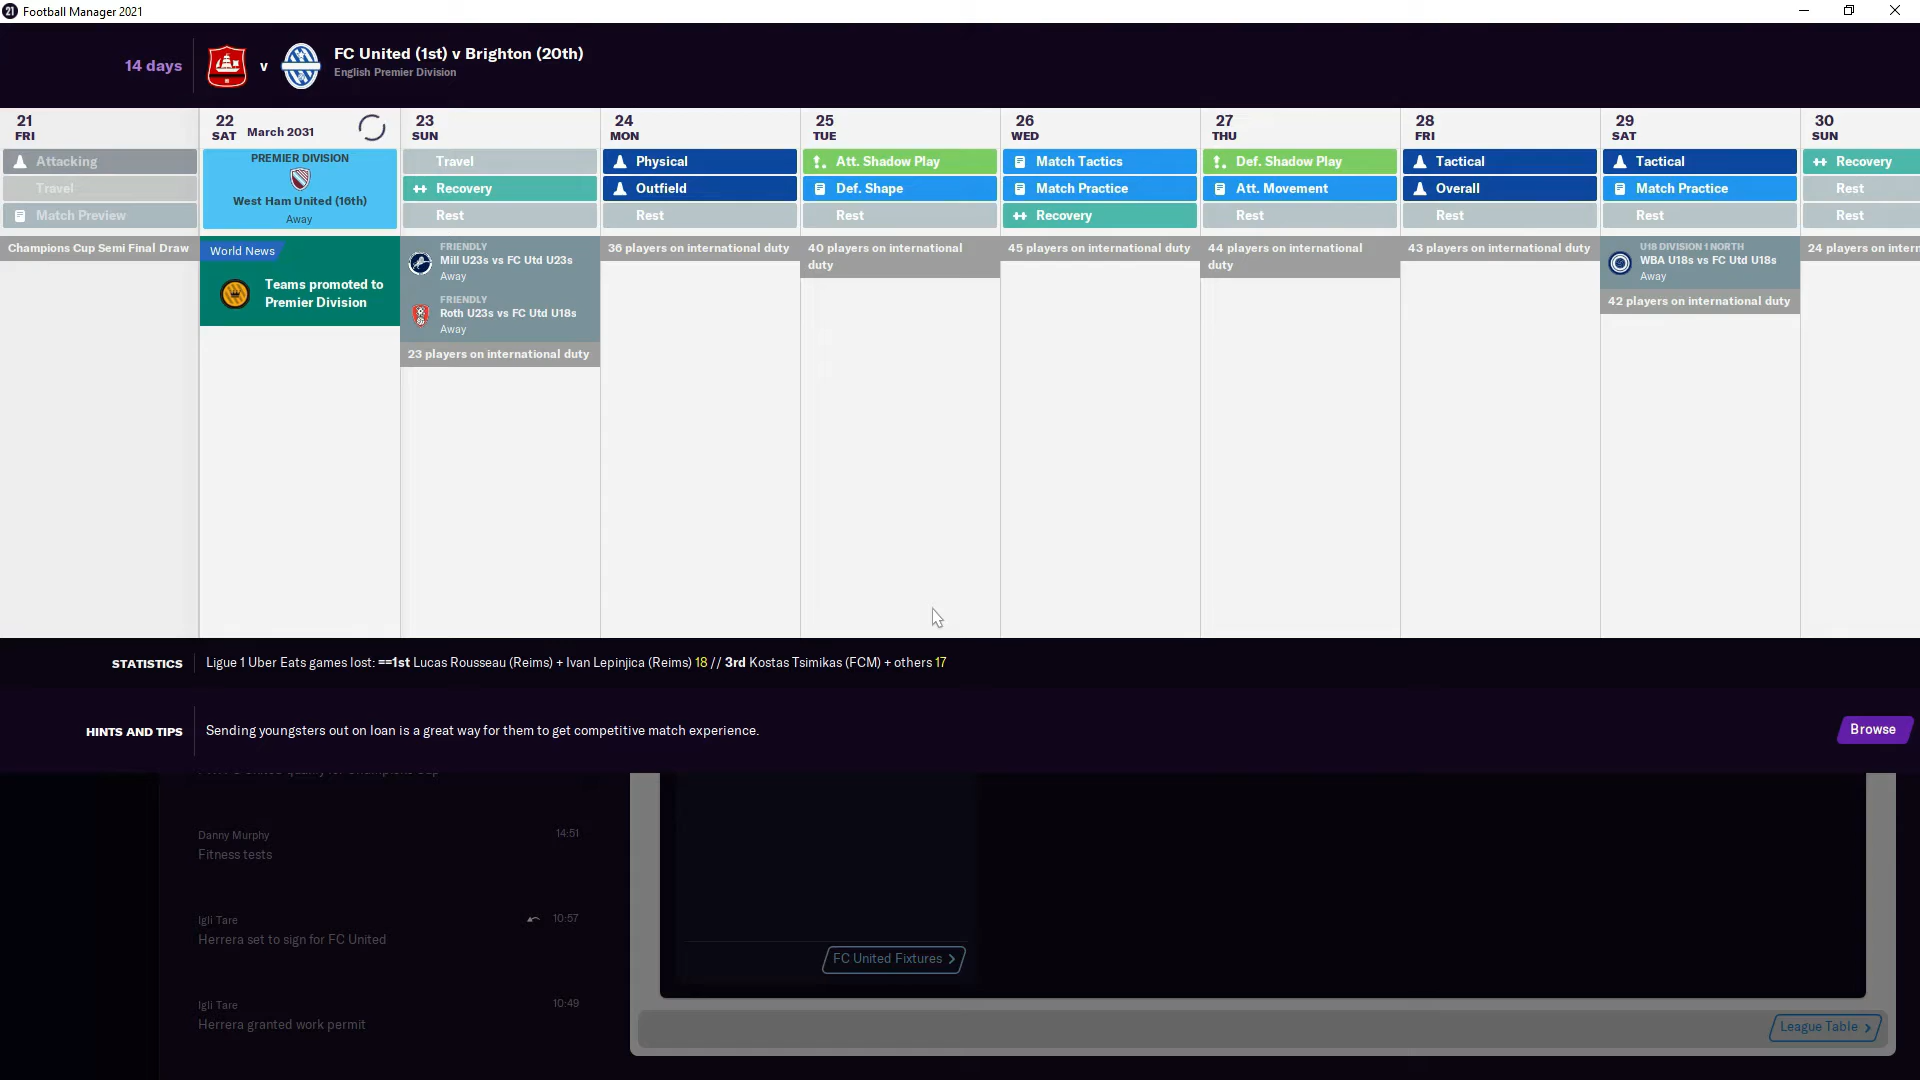 Football Manager 2021
14 days
v
FC United (1st) v Brighton (20th)
English Premier Division
21
FRI
22
SAT March 2031
23
SUN
24
MON
25
TUE
26
WED
27
THU
28
FRI
29
SAT
30
SUN
Attacking
Travel
Match Preview
Champions Cup Semi Final Draw
PREMIER DIVISION
West Ham United (16th)
Away
World News
Teams promoted to
Premier Division
Travel
Recovery
Rest
FRIENDLY
Mill U23s vs FC Utd U23s
Away
FRIENDLY
Roth U23s vs FC Utd U18s
Away
23 players on international duty
Physical
Outfield
Rest
36 players on international duty
Att. Shadow Play
Def. Shape
Rest
40 players on international
duty
Match Tactics
Match Practice
Recovery
45 players on international duty
Def. Shadow Play
Att. Movement
Rest
44 players on international
duty
Tactical
Overall
Rest
43 players on international duty
Tactical
Match Practice
Rest
U18 DIVISION 1 NORTH
WBA U18s vs FC Utd U18s
Away
42 players on international duty
Recovery
Rest
Rest
24 players on intern
STATISTICS
Ligue 1 Uber Eats games lost: ==1st Lucas Rousseau (Reims) + Ivan Lepinjica (Reims) 18 // 3rd Kostas Tsimikas (FCM) + others 17
HINTS AND TIPS
Sending youngsters out on loan is a great way for them to get competitive match experience.
Browse
Danny Murphy 14:51
Fitness tests
Igli Tare 10:57
Herrera set to sign for FC United
Igli Tare 10:49
Herrera granted work permit
FC United Fixtures
League Table